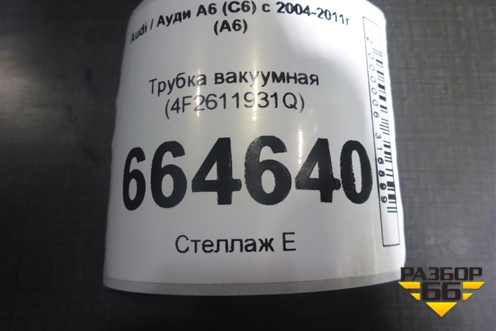 Audi / Ауди А6 (С6) с 2004-2011г
(А6)
Трубка вакуумная
(4F2611931Q)
664640
Стеллаж Е
РАЗБОР
66